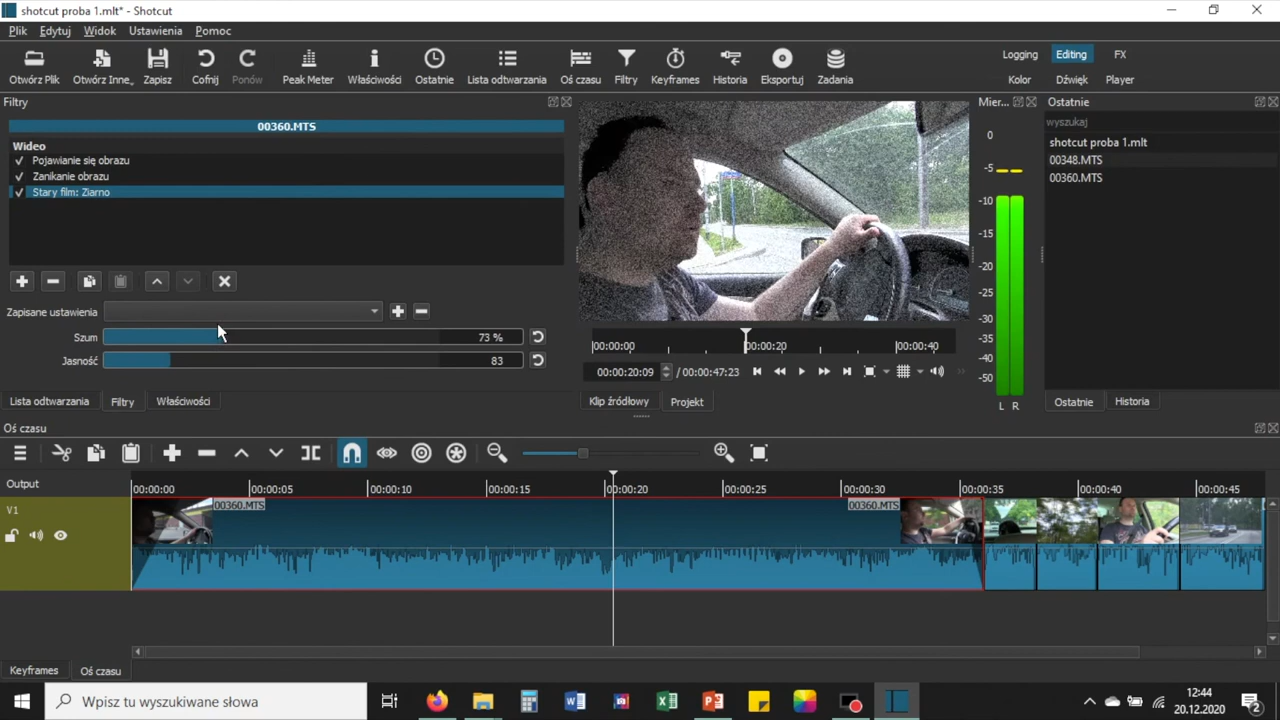 shotcut proba 1.mlt* - Shotcut
Plik Edytuj Widok Ustawienia Pomoc
Otwórz Plik Otwórz Inne... Zapisz Cofnij Ponów Peak Meter Właściwości Ostatnie Lista odtwarzania Oś czasu Filtry Keyframes Historia Eksportuj Zadania
Logging Editing FX
Kolor Dźwięk Player
Filtry
00360.MTS
Wideo
Pojawianie się obrazu
Zanikanie obrazu
Stary film: Ziarno
Zapisane ustawienia
Szum 73 %
Jasność 83
Lista odtwarzania Filtry Właściwości
00:00:00 00:00:20 00:00:40
00:00:20:09 / 00:00:47:23
Klip źródłowy Projekt
Mier...
0
-5
-10
-15
-20
-25
-30
-35
-40
-50
L R
Ostatnie
wyszukaj
shotcut proba 1.mlt
00348.MTS
00360.MTS
Ostatnie Historia
Oś czasu
Output
00:00:00 00:00:05 00:00:10 00:00:15 00:00:20 00:00:25 00:00:30 00:00:35 00:00:40 00:00:45
V1
00360.MTS 00360.MTS
Keyframes Oś czasu
Wpisz tu wyszukiwane słowa
12:44
20.12.2020
2